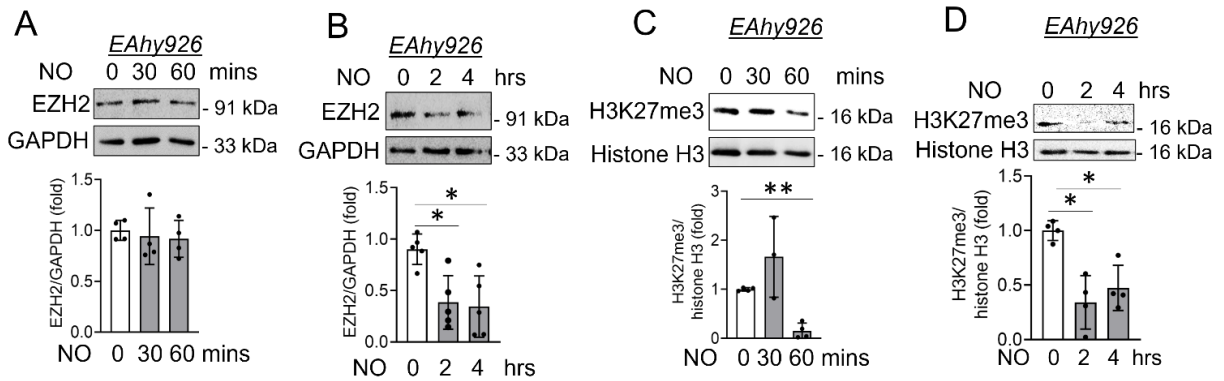 A
EAhy926
NO 0 30 60 mins
EZH2 - 91 kDa
GAPDH - 33 kDa
EZH2/GAPDH (fold)
1.5
1.0
0.5
0.0
NO 0 30 60 mins
B
EAhy926
NO 0 2 4 hrs
EZH2 - 91 kDa
GAPDH - 33 kDa
EZH2/GAPDH (fold)
1.5
1.0
0.5
0.0
*
*
NO 0 2 4 hrs
C
EAhy926
NO 0 30 60 mins
H3K27me3 - 16 kDa
Histone H3 - 16 kDa
H3K27me3/
histone H3 (fold)
3
2
1
0
**
NO 0 30 60 mins
D
EAhy926
NO 0 2 4 hrs
H3K27me3 - 16 kDa
Histone H3 - 16 kDa
H3K27me3/
histone H3 (fold)
1.5
1.0
0.5
0.0
*
*
NO 0 2 4 hrs